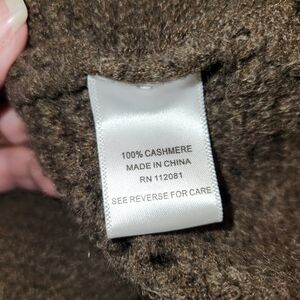 100% CASHMERE
MADE IN CHINA
RN 112081
SEE REVERSE FOR CARE